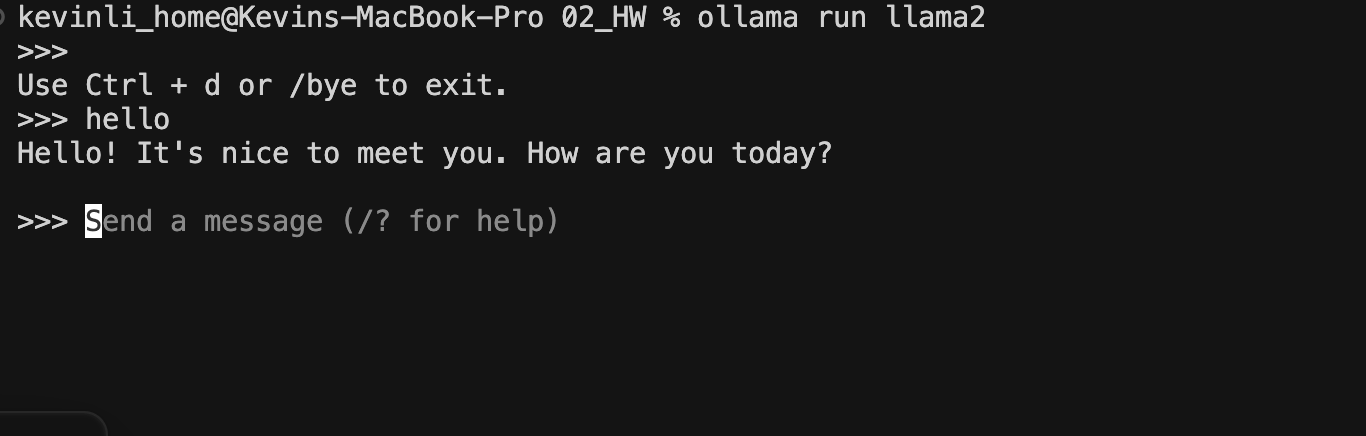 kevinli_home@Kevins-MacBook-Pro 02_HW % ollama run llama2
>>>
Use Ctrl + d or /bye to exit.
>>> hello
Hello! It's nice to meet you. How are you today?
>>> Send a message (/? for help)